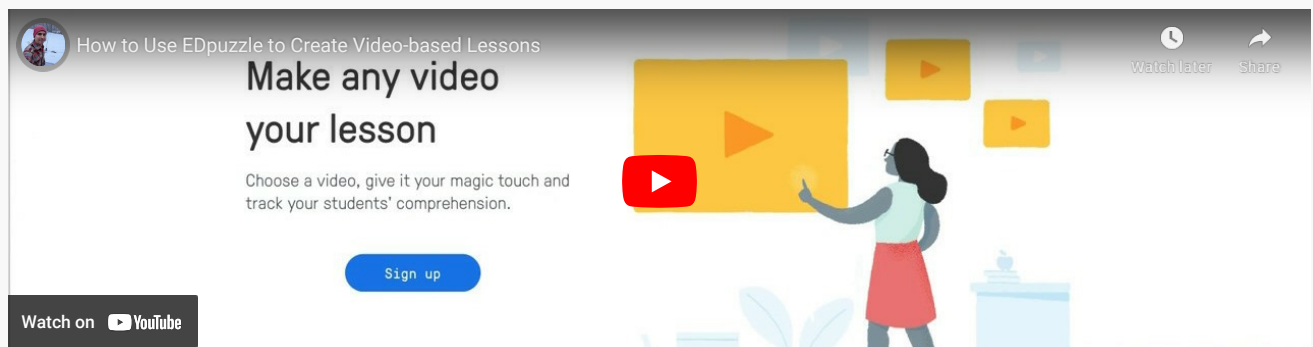 How to Use EDpuzzle to Create Video-based Lessons
Watch later
Share
Make any video
your lesson
Choose a video, give it your magic touch and
track your students' comprehension.
Sign up
Watch on YouTube